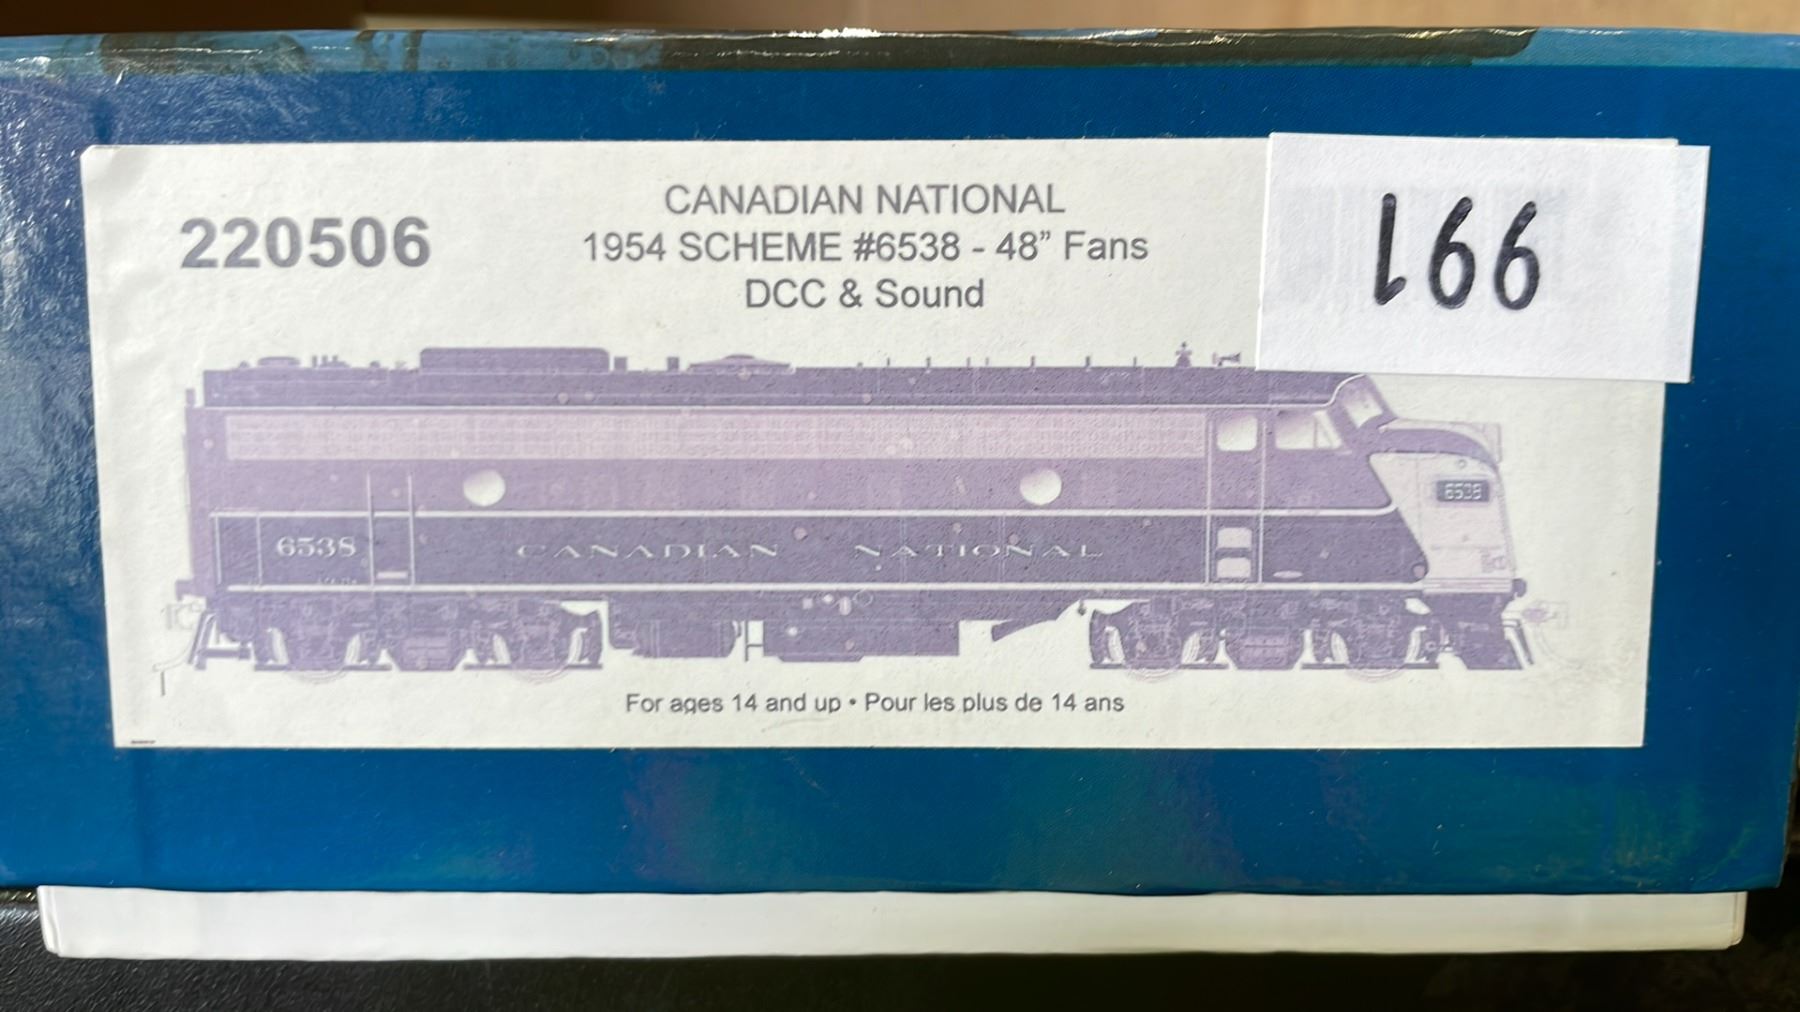 220506
CANADIAN NATIONAL
1954 SCHEME #6538 - 48” Fans
DCC & Sound
166
6538
6538 CANADIAN NATIONAL
For ages 14 and up • Pour les plus de 14 ans